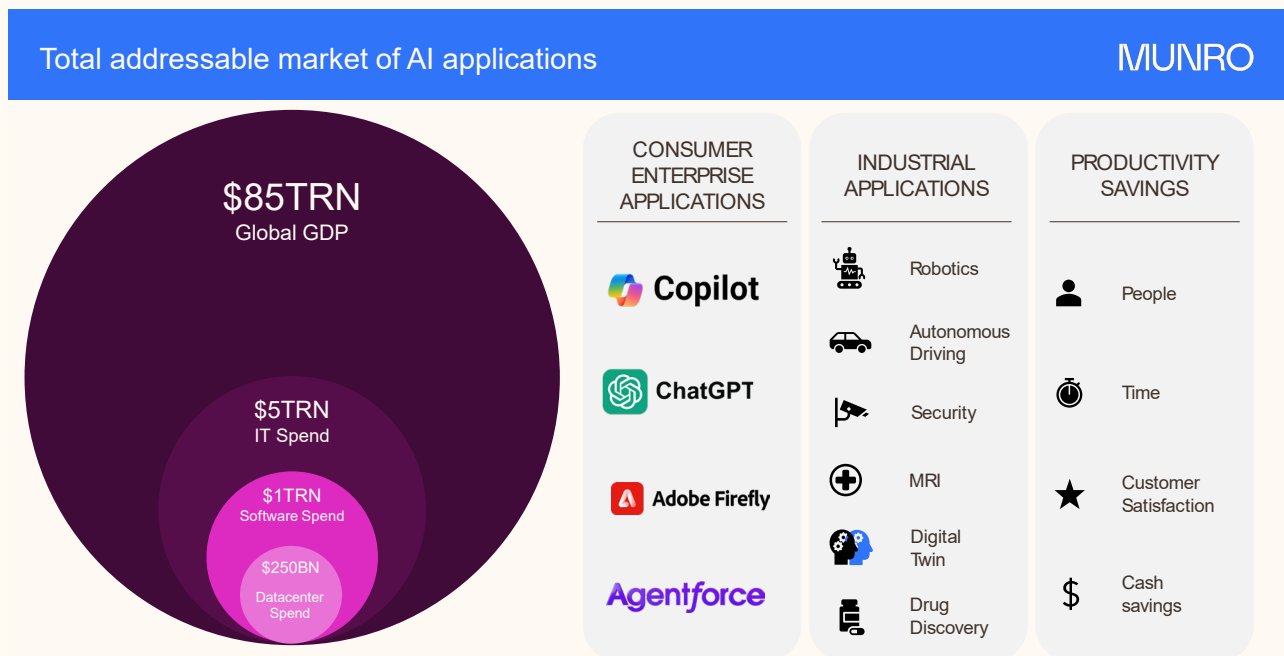 Total addressable market of AI applications
MUNRO
$85TRN
Global GDP
$5TRN
IT Spend
$1TRN
Software Spend
$250BN
Datacenter
Spend
CONSUMER
ENTERPRISE
APPLICATIONS
Copilot
ChatGPT
Adobe Firefly
Agentforce
INDUSTRIAL
APPLICATIONS
Robotics
Autonomous
Driving
Security
MRI
Digital
Twin
Drug
Discovery
PRODUCTIVITY
SAVINGS
People
Time
Customer
Satisfaction
$
Cash
savings